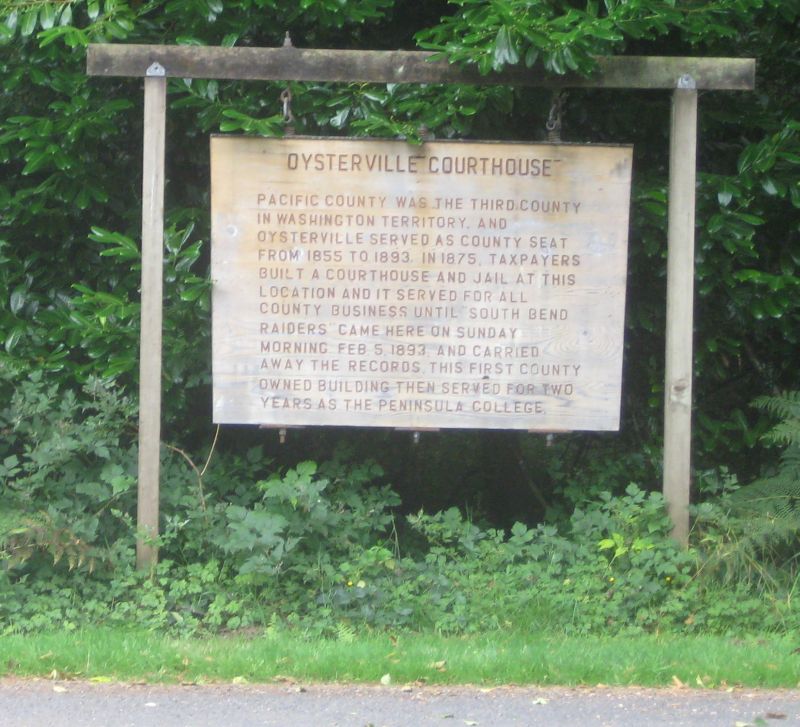 OYSTERVILLE COURTHOUSE
PACIFIC COUNTY WAS THE THIRD COUNTY
IN WASHINGTON TERRITORY, AND
OYSTERVILLE SERVED AS COUNTY SEAT
FROM 1855 TO 1893. IN 1875, TAXPAYERS
BUILT A COURTHOUSE AND JAIL AT THIS
LOCATION AND IT SERVED FOR ALL
COUNTY BUSINESS UNTIL "SOUTH BEND
RAIDERS" CAME HERE ON SUNDAY
MORNING, FEB. 5, 1893, AND CARRIED
AWAY THE RECORDS. THIS FIRST COUNTY
OWNED BUILDING THEN SERVED FOR TWO
YEARS AS THE PENINSULA COLLEGE.